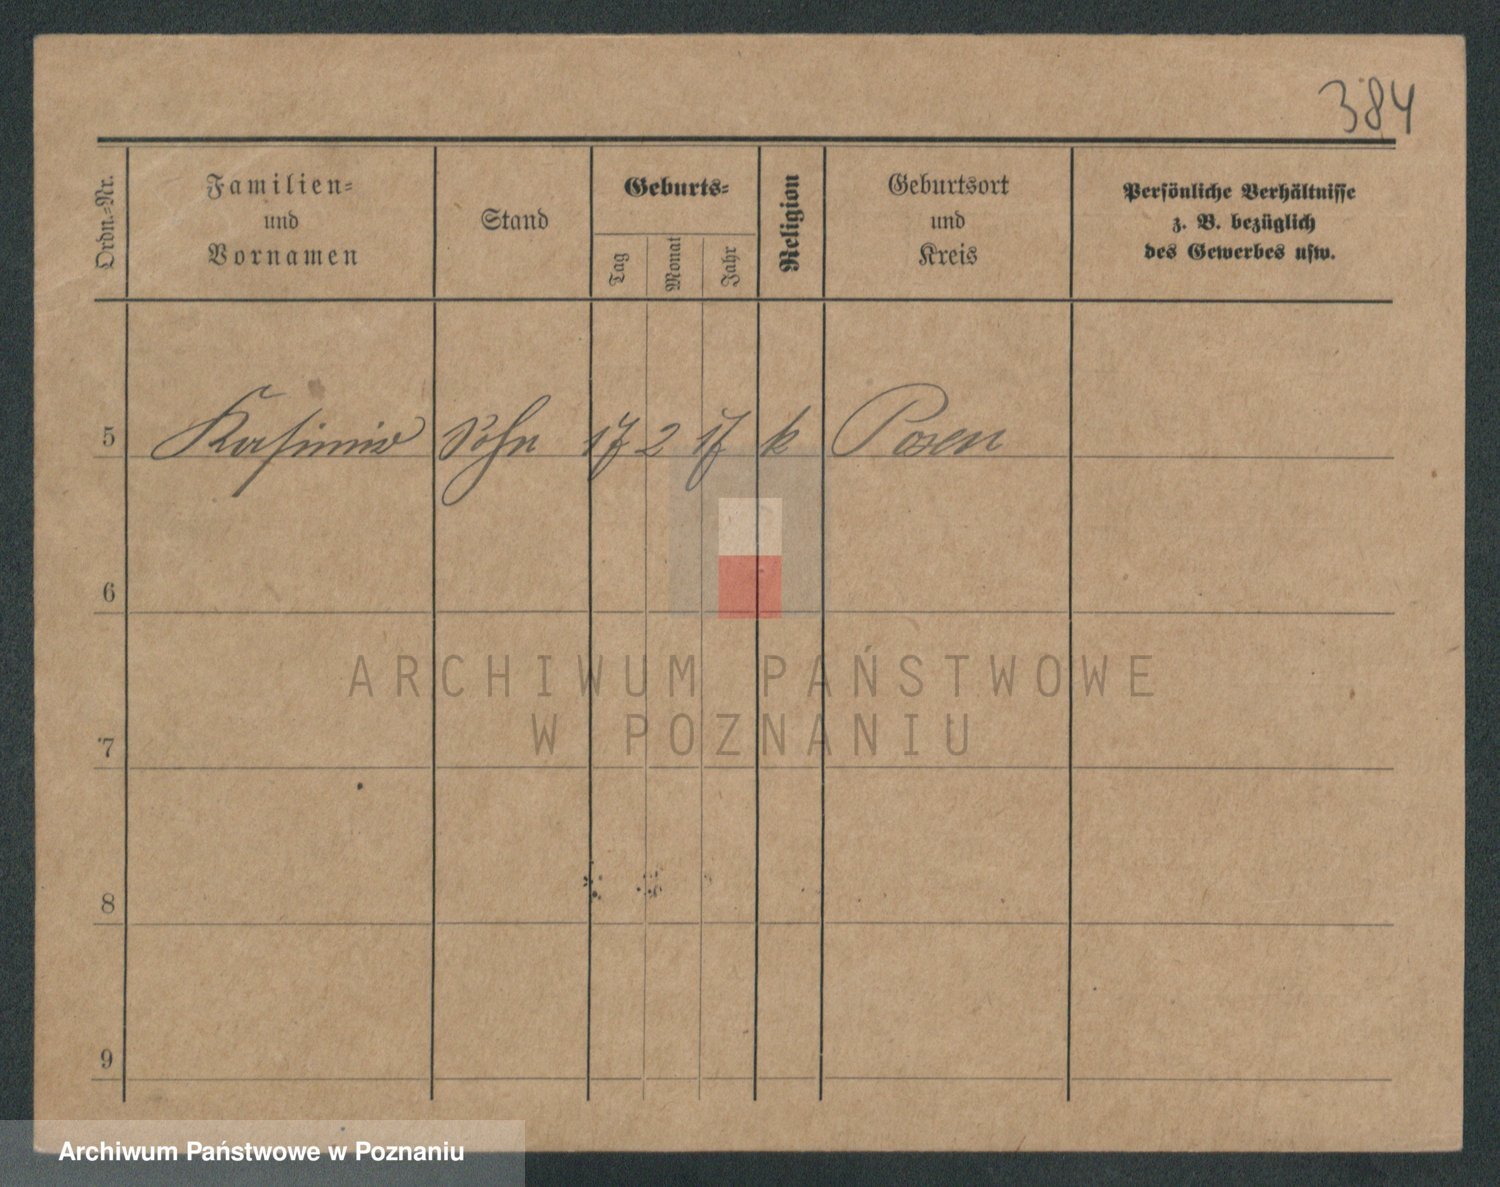 384
Ordn.-Nr.
Familien-
und
Vornamen
Stand
Geburts-
Tag
Monat
Jahr
Religion
Geburtsort
und
Kreis
Persönliche Verhältnisse
z. B. bezüglich
des Gewerbes usw.
5 Kasimir Sohn 17 2 17 k Posen
6
7
8
9
ARCHIWUM PAŃSTWOWE
W POZNANIU
Archiwum Państwowe w Poznaniu